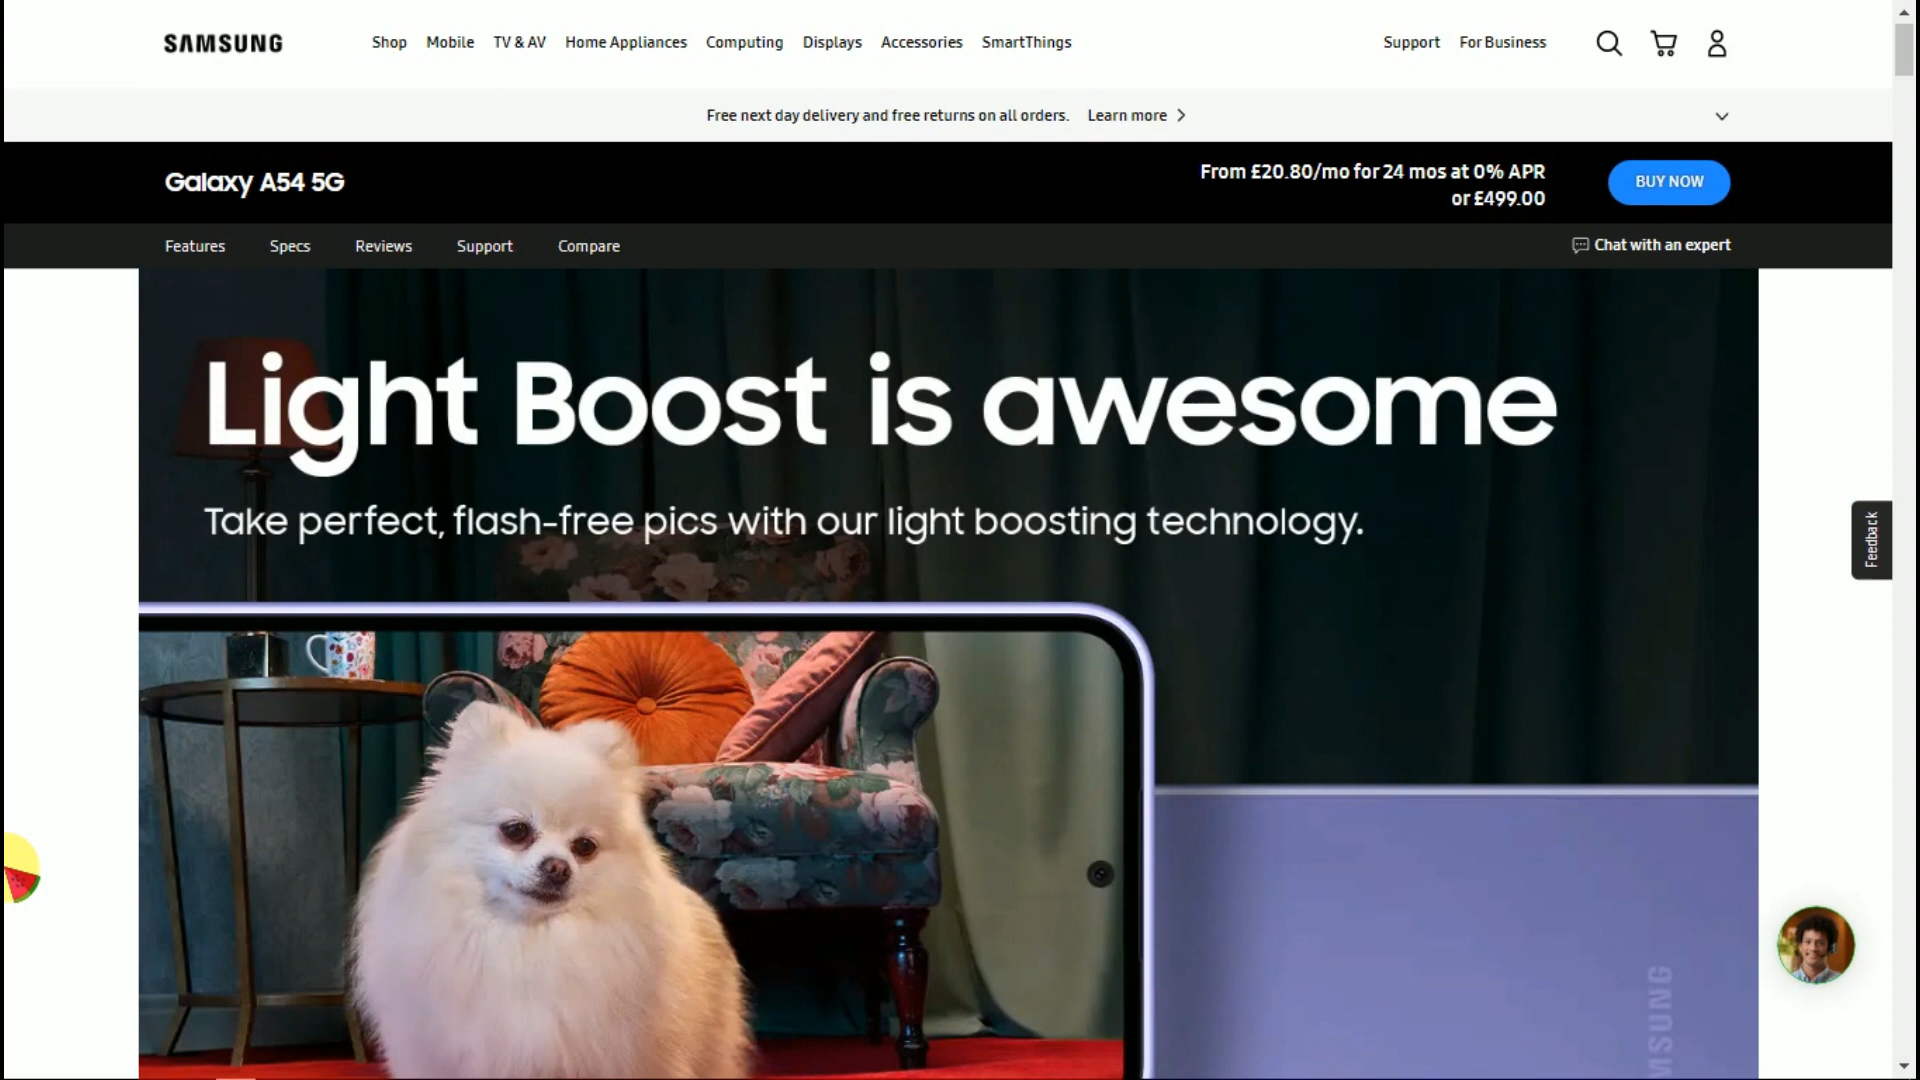 SAMSUNG
Shop Mobile TV & AV Home Appliances Computing Displays Accessories SmartThings Support For Business
Free next day delivery and free returns on all orders. Learn more
Galaxy A54 5G
From £20.80/mo for 24 mos at 0% APR
or £499.00
BUY NOW
Features Specs Reviews Support Compare
Chat with an expert
Light Boost is awesome
Take perfect, flash-free pics with our light boosting technology.
Feedback
MSUNG